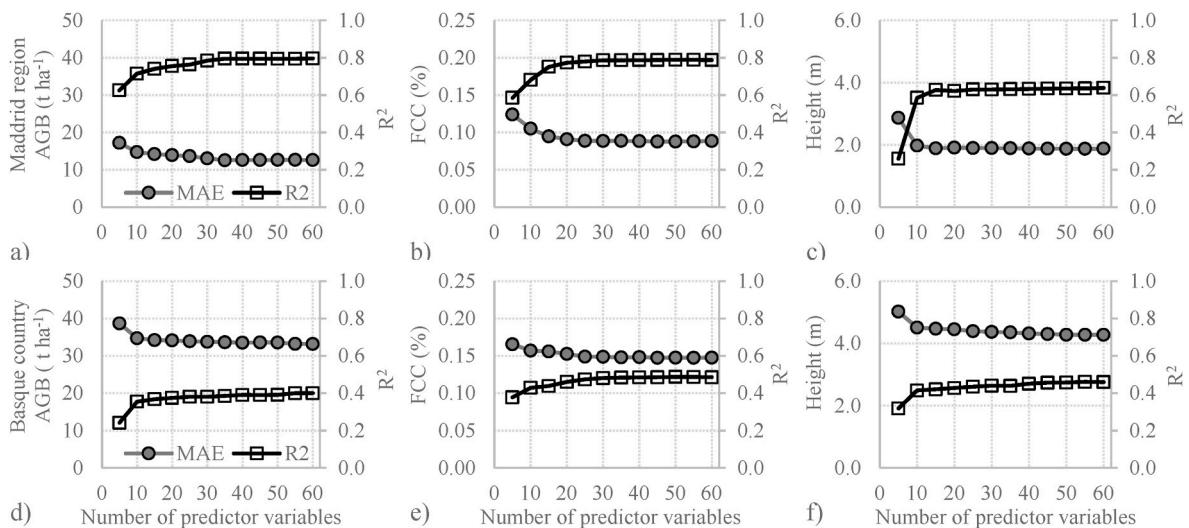 Maddrid region
AGB (t ha⁻¹)
50
40
30
20
10
0
1.0
0.8
0.6
0.4
0.2
0.0
R²
MAE R2
0 10 20 30 40 50 60
a)
FCC (%)
0.25
0.20
0.15
0.10
0.05
0.00
1.0
0.8
0.6
0.4
0.2
0.0
R²
0 10 20 30 40 50 60
b)
Height (m)
6.0
4.0
2.0
0.0
1.0
0.8
0.6
0.4
0.2
0.0
R²
0 10 20 30 40 50 60
c)
Basque country
AGB ( t ha⁻¹)
50
40
30
20
10
0
1.0
0.8
0.6
0.4
0.2
0.0
R²
MAE R2
0 10 20 30 40 50 60
d)
Number of predictor variables
FCC (%)
0.25
0.20
0.15
0.10
0.05
0.00
1.0
0.8
0.6
0.4
0.2
0.0
R²
0 10 20 30 40 50 60
e)
Number of predictor variables
Height (m)
6.0
4.0
2.0
0.0
1.0
0.8
0.6
0.4
0.2
0.0
R²
0 10 20 30 40 50 60
f)
Number of predictor variables